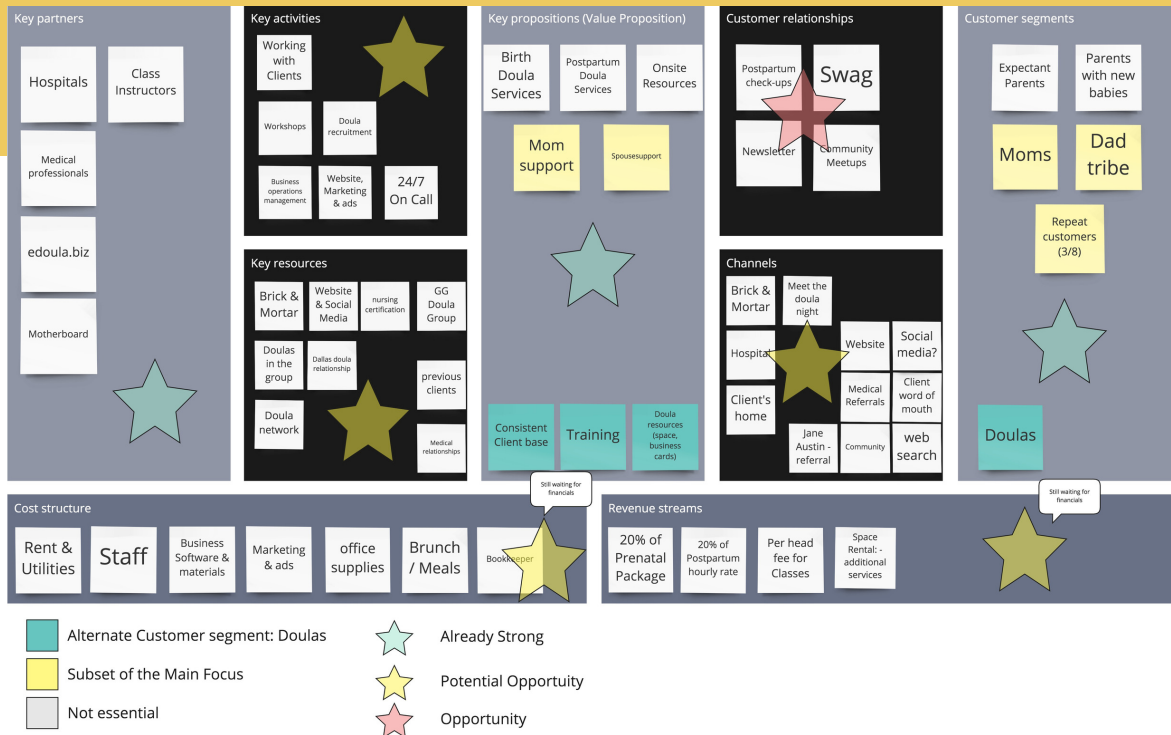 Key partners
Hospitals
Class
Instructors
Medical
professionals
edoula.biz
Motherboard
Key activities
Working
with
Clients
Workshops
Doula
recruitment
Business
operations
management
Website,
Marketing
& ads
24/7
On Call
Key resources
Brick &
Mortar
Website
& Social
Media
nursing
certification
GG
Doula
Group
Doulas
in the
group
Dallas doula
relationship
previous
clients
Doula
network
Medical
relationships
Key propositions (Value Proposition)
Birth
Doula
Services
Postpartum
Doula
Services
Onsite
Resources
Mom
support
Spousesupport
Consistent
Client base
Training
Doula
resources
(space,
business
cards)
Customer relationships
Postpartum
check-ups
Swag
Newsletter
Community
Meetups
Channels
Brick &
Mortar
Meet the
doula
night
Hospital
Website
Social
media?
Client's
home
Medical
Referrals
Client
word of
mouth
Jane
Austin -
referral
Community
web
search
Customer segments
Expectant
Parents
Parents
with new
babies
Moms
Dad
tribe
Repeat
customers
(3/8)
Doulas
Cost structure
Rent &
Utilities
Staff
Business
Software &
materials
Marketing
& ads
office
supplies
Brunch
/ Meals
Bookkeeper
Still waiting for
financials
Revenue streams
20% of
Prenatal
Package
20% of
Postpartum
hourly rate
Per head
fee for
Classes
Space
Rental: -
additional
services
Still waiting for
financials
Alternate Customer segment: Doulas
Subset of the Main Focus
Not essential
Already Strong
Potential Opportuity
Opportunity